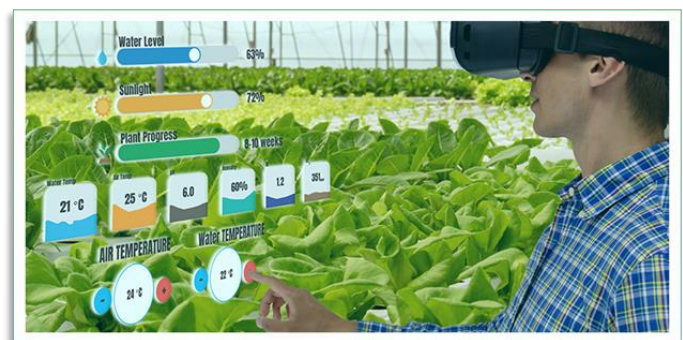 Water Level
63%
Sunlight
72%
Plant Progress
8-10 weeks
Water Temp
Air Temp
21 °C
25 °C
6.0
60%
1.2
351
AIR TEMPERATURE
Water TEMPERATURE
-
24 °C
+
-
22 °C